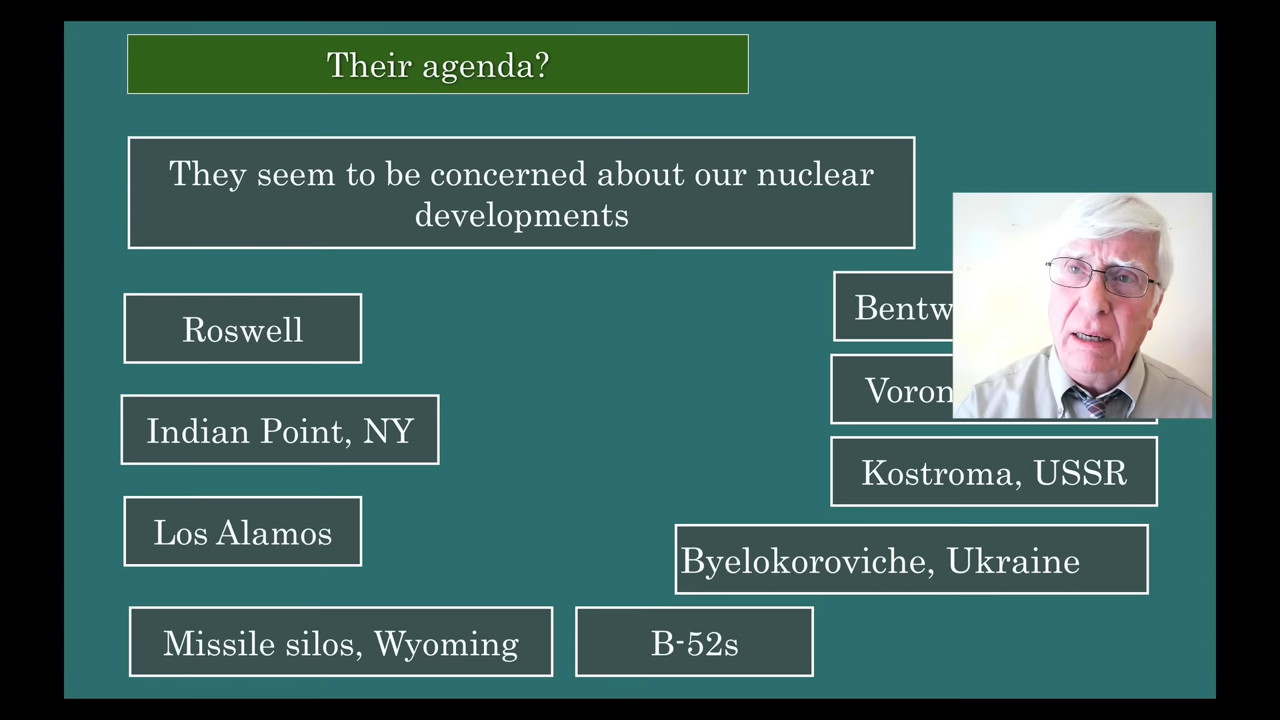 Their agenda?
They seem to be concerned about our nuclear
developments
Roswell
Indian Point, NY
Los Alamos
Missile silos, Wyoming
B-52s
Kostroma, USSR
Byelokoroviche, Ukraine